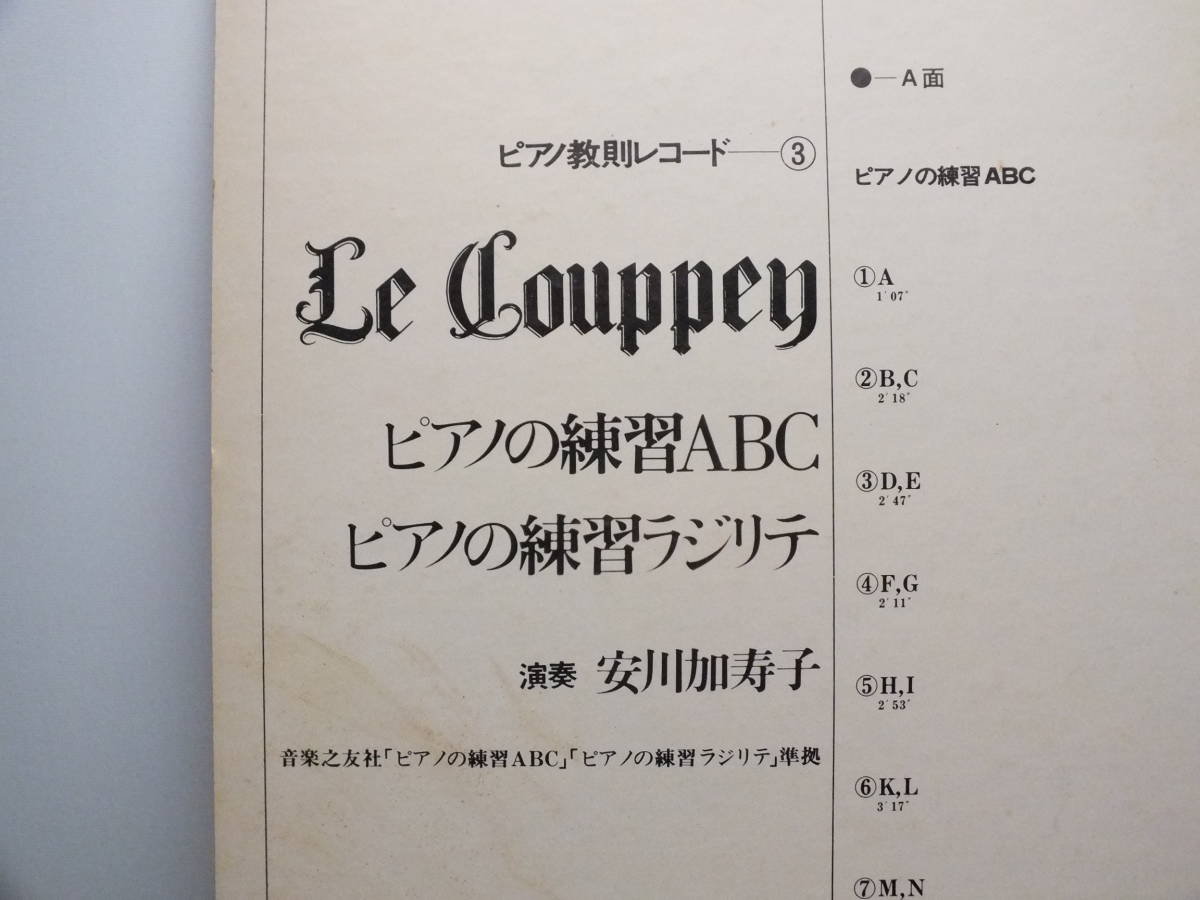 ピアノ教則レコード──③
Le Couppey
ピアノの練習ABC
ピアノの練習ラジリテ
演奏 安川加寿子
音楽之友社「ピアノの練習ABC」「ピアノの練習ラジリテ」準拠
●─A面
ピアノの練習ABC
①A
1′07″
②B,C
2′18″
③D,E
2′47″
④F,G
2′11″
⑤H,I
2′53″
⑥K,L
3′17″
⑦M,N